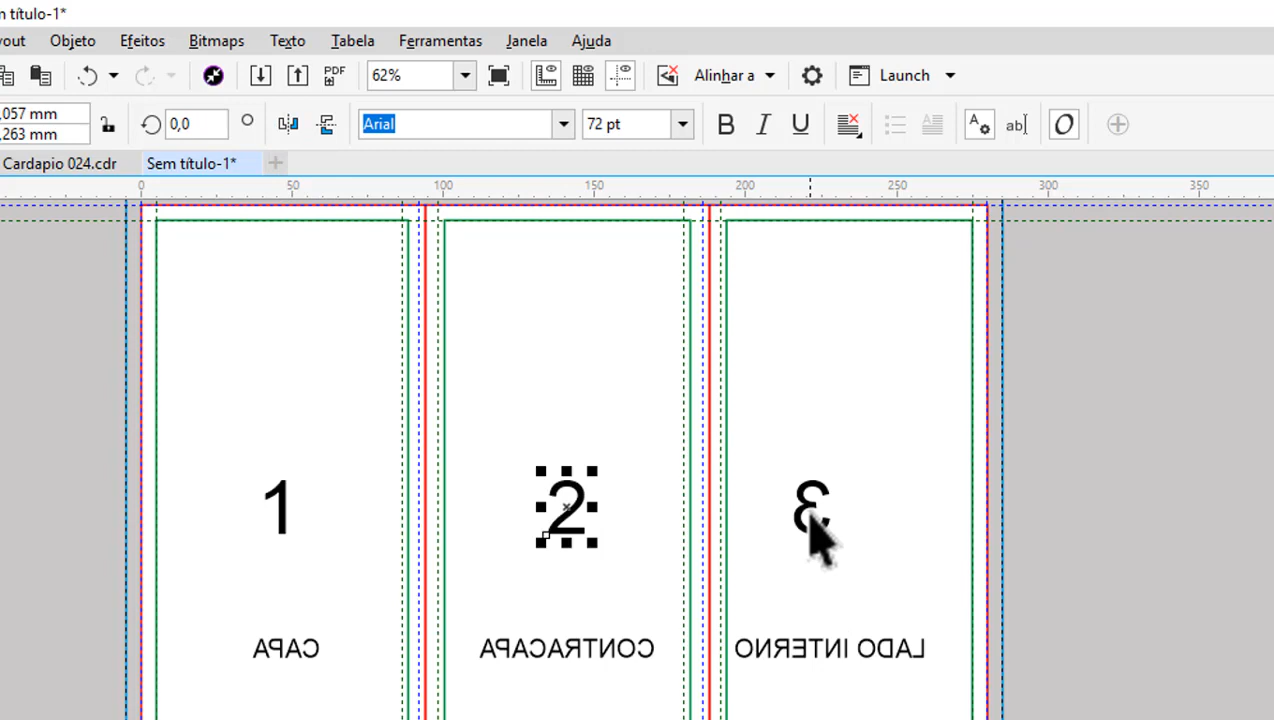 m título-1*
yout Objeto Efeitos Bitmaps Texto Tabela Ferramentas Janela Ajuda
PDF 62% Alinhar a Launch
,057 mm
,263 mm
0,0 Arial 72 pt B I U ab O
Cardapio 024.cdr Sem título-1*
0 50 100 150 200 250 300 350
1 2 3
CAPA CONTRACAPA LADO INTERNO